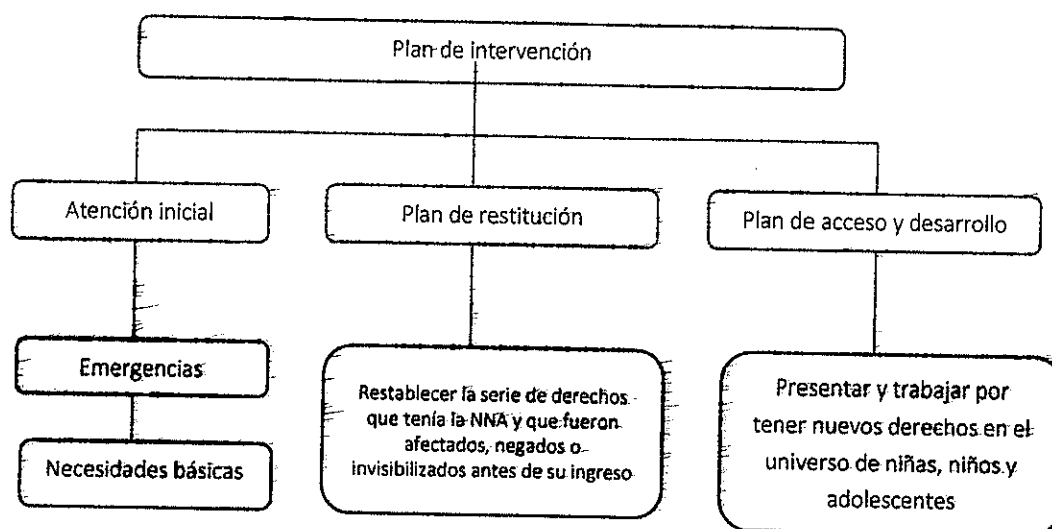 Plan de intervención
Atención inicial
Plan de restitución
Plan de acceso y desarrollo
Emergencias
Necesidades básicas
Restablecer la serie de derechos
que tenía la NNA y que fueron
afectados, negados o
invisibilizados antes de su ingreso
Presentar y trabajar por
tener nuevos derechos en el
universo de niñas, niños y
adolescentes